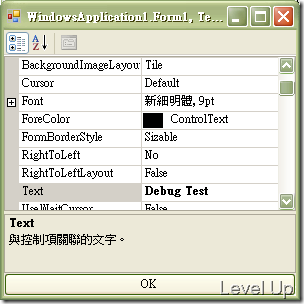 WindowsApplication1.Form1, Te...
BackgroundImageLayou Tile
Cursor Default
Font 新細明體, 9pt
ForeColor ControlText
FormBorderStyle Sizable
RightToLeft No
RightToLeftLayout False
Text Debug Test
UseWaitCursor False
Text
與控制項關聯的文字。
OK
Level Up